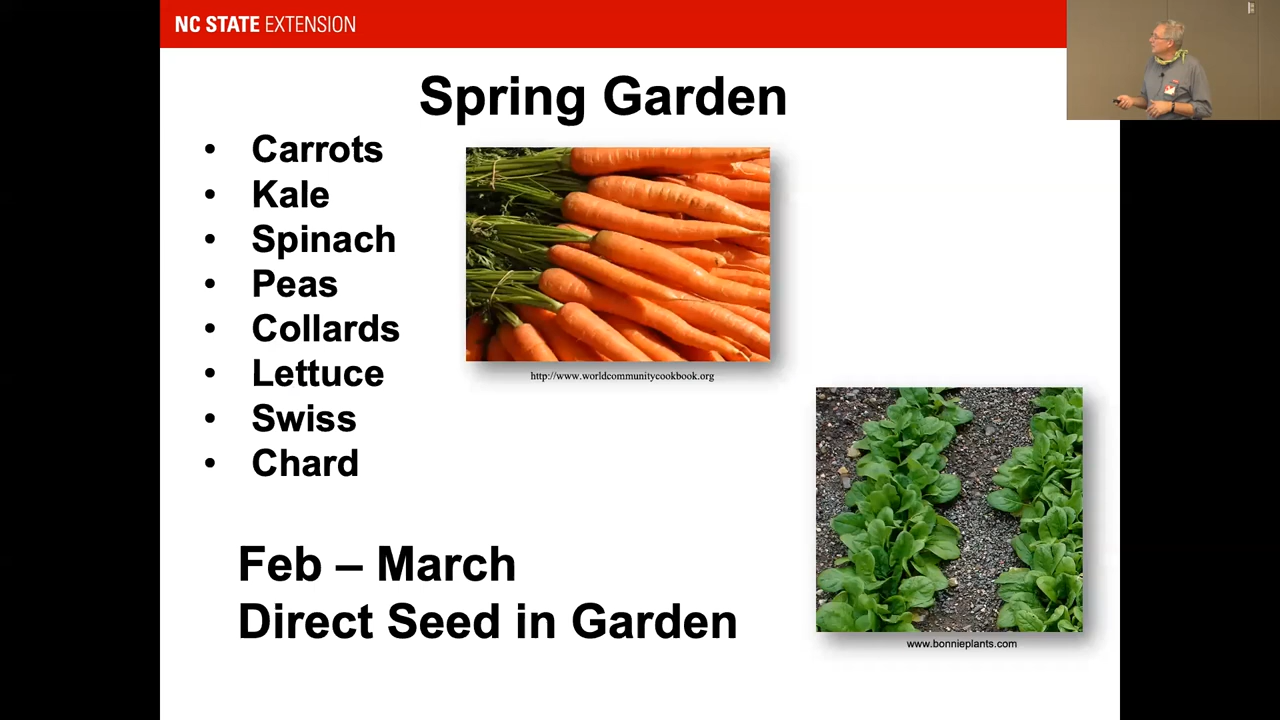 NC STATE EXTENSION
Spring Garden
• Carrots
• Kale
• Spinach
• Peas
• Collards
• Lettuce
• Swiss
• Chard
http://www.worldcommunitycookbook.org
Feb – March
Direct Seed in Garden
www.bonnieplants.com